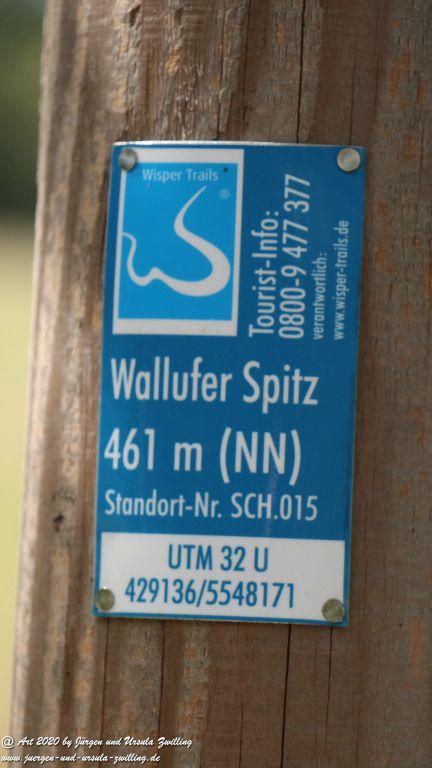 Wisper Trails
®
Tourist-Info:
0800-9 477 377
verantwortlich:
www.wisper-trails.de
Wallufer Spitz
461 m (NN)
Standort-Nr. SCH.015
UTM 32 U
429136/5548171
@ Art 2020 by Jürgen und Ursula Zwilling
www.juergen-und-ursula-zwilling.de